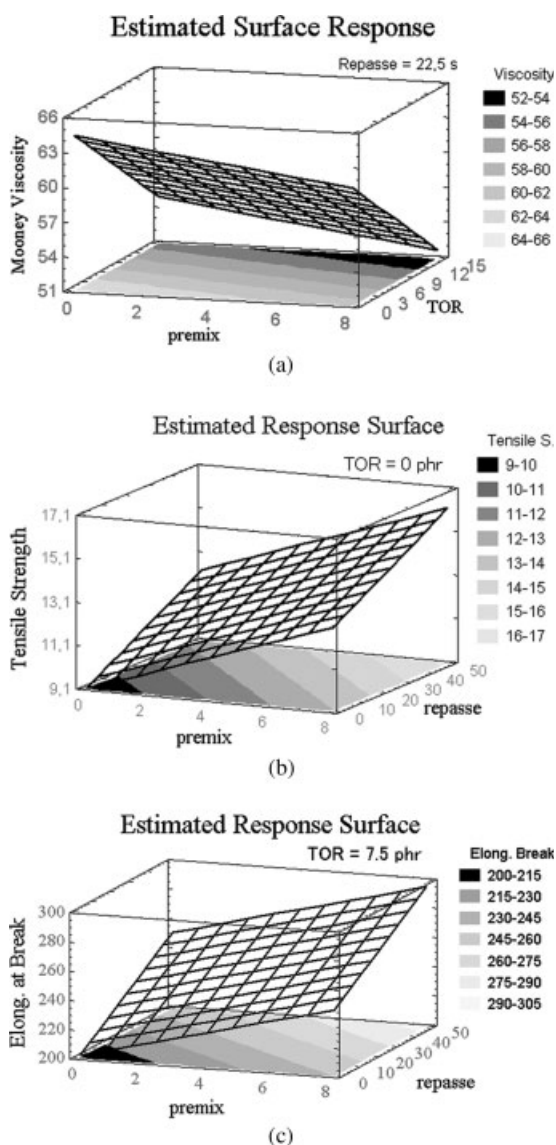 Estimated Surface Response
Repasse = 22,5 s
Viscosity
52-54
54-56
56-58
58-60
60-62
62-64
64-66
Mooney Viscosity
66
63
60
57
54
51
0 2 4 6 8
premix
0 3 6 9 12 15
TOR
(a)
Estimated Response Surface
TOR = 0 phr
Tensile S.
9-10
10-11
11-12
12-13
13-14
14-15
15-16
16-17
Tensile Strength
17,1
15,1
13,1
11,1
9,1
0 2 4 6 8
premix
0 10 20 30 40 50
repasse
(b)
Estimated Response Surface
TOR = 7.5 phr
Elong. Break
200-215
215-230
230-245
245-260
260-275
275-290
290-305
Elong. at Break
300
280
260
240
220
200
0 2 4 6 8
premix
0 10 20 30 40 50
repasse
(c)